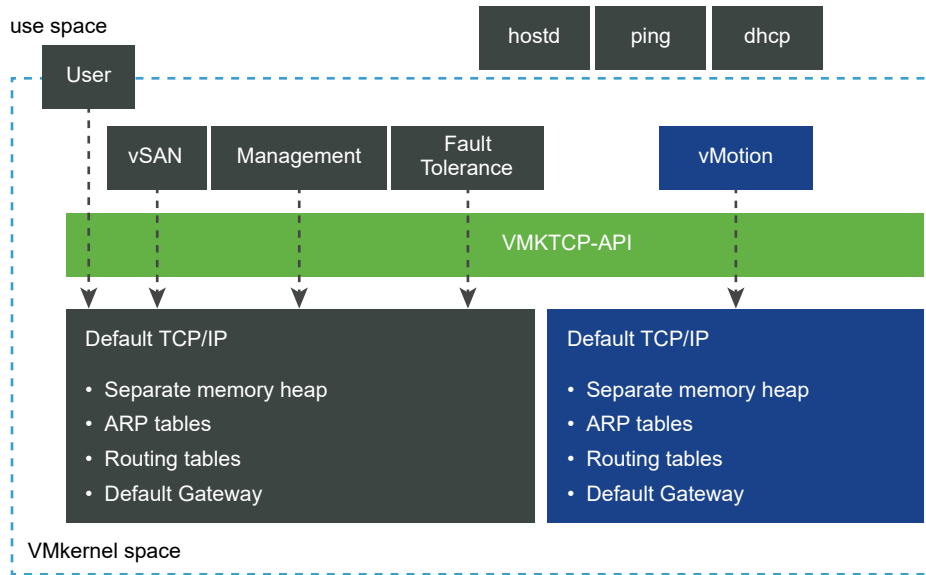 use space
hostd
ping
dhcp
User
vSAN
Management
Fault
Tolerance
vMotion
VMKTCP-API
Default TCP/IP
• Separate memory heap
• ARP tables
• Routing tables
• Default Gateway
Default TCP/IP
• Separate memory heap
• ARP tables
• Routing tables
• Default Gateway
VMkernel space